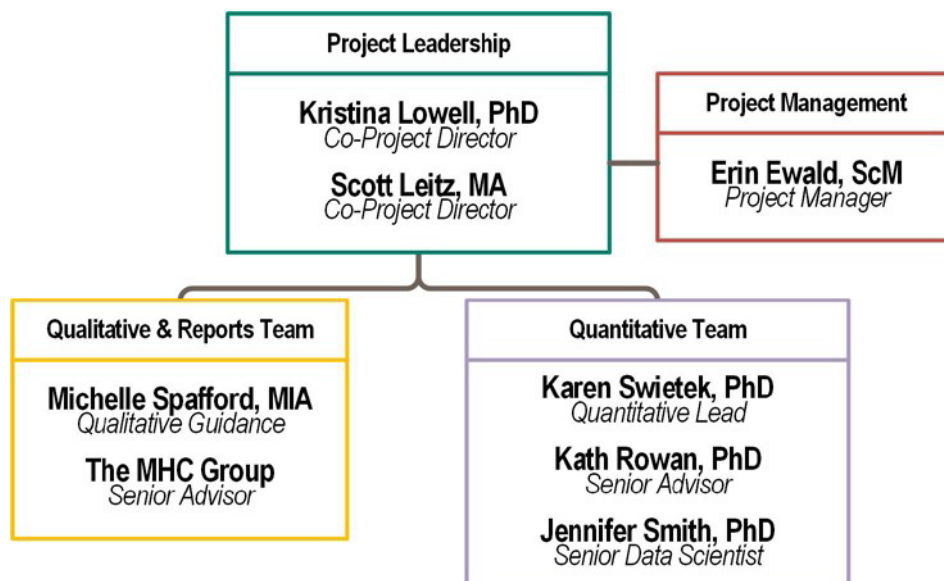 Project Leadership
Kristina Lowell, PhD
Co-Project Director
Scott Leitz, MA
Co-Project Director
Project Management
Erin Ewald, ScM
Project Manager
Qualitative & Reports Team
Michelle Spafford, MIA
Qualitative Guidance
The MHC Group
Senior Advisor
Quantitative Team
Karen Swietek, PhD
Quantitative Lead
Kath Rowan, PhD
Senior Advisor
Jennifer Smith, PhD
Senior Data Scientist